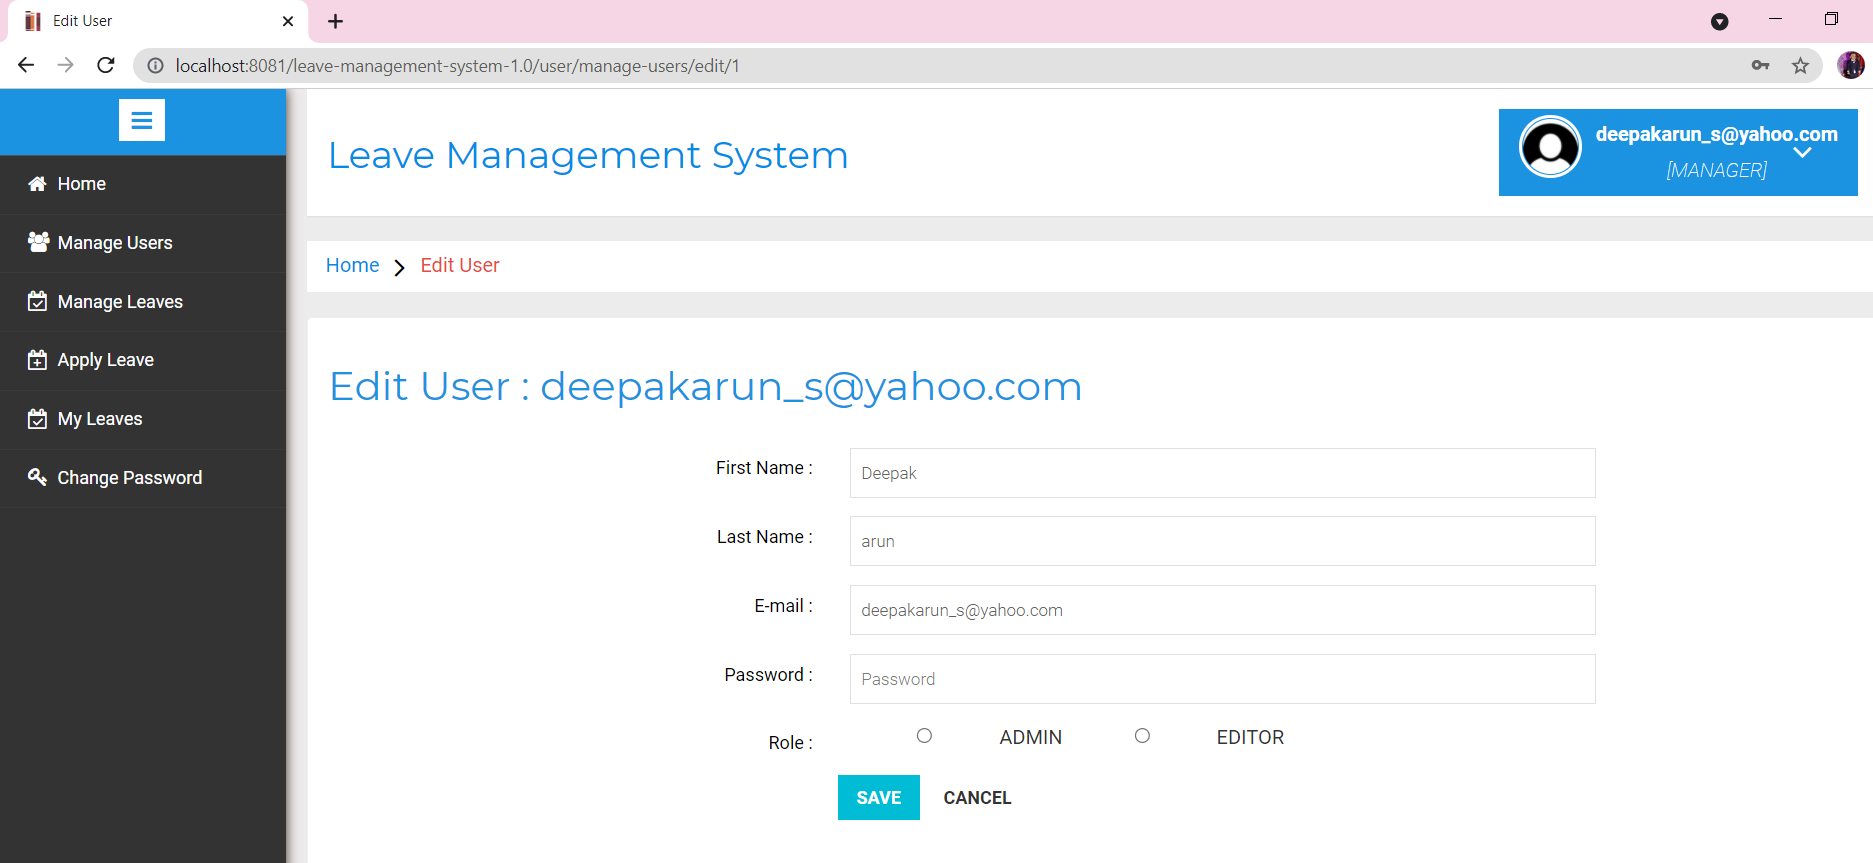 Edit User
localhost:8081/leave-management-system-1.0/user/manage-users/edit/1
Home
Manage Users
Manage Leaves
Apply Leave
My Leaves
Change Password
Leave Management System
deepakarun_s@yahoo.com
[MANAGER]
Home Edit User
Edit User : deepakarun_s@yahoo.com
First Name : Deepak
Last Name : arun
E-mail : deepakarun_s@yahoo.com
Password : Password
Role : ADMIN EDITOR
SAVE CANCEL